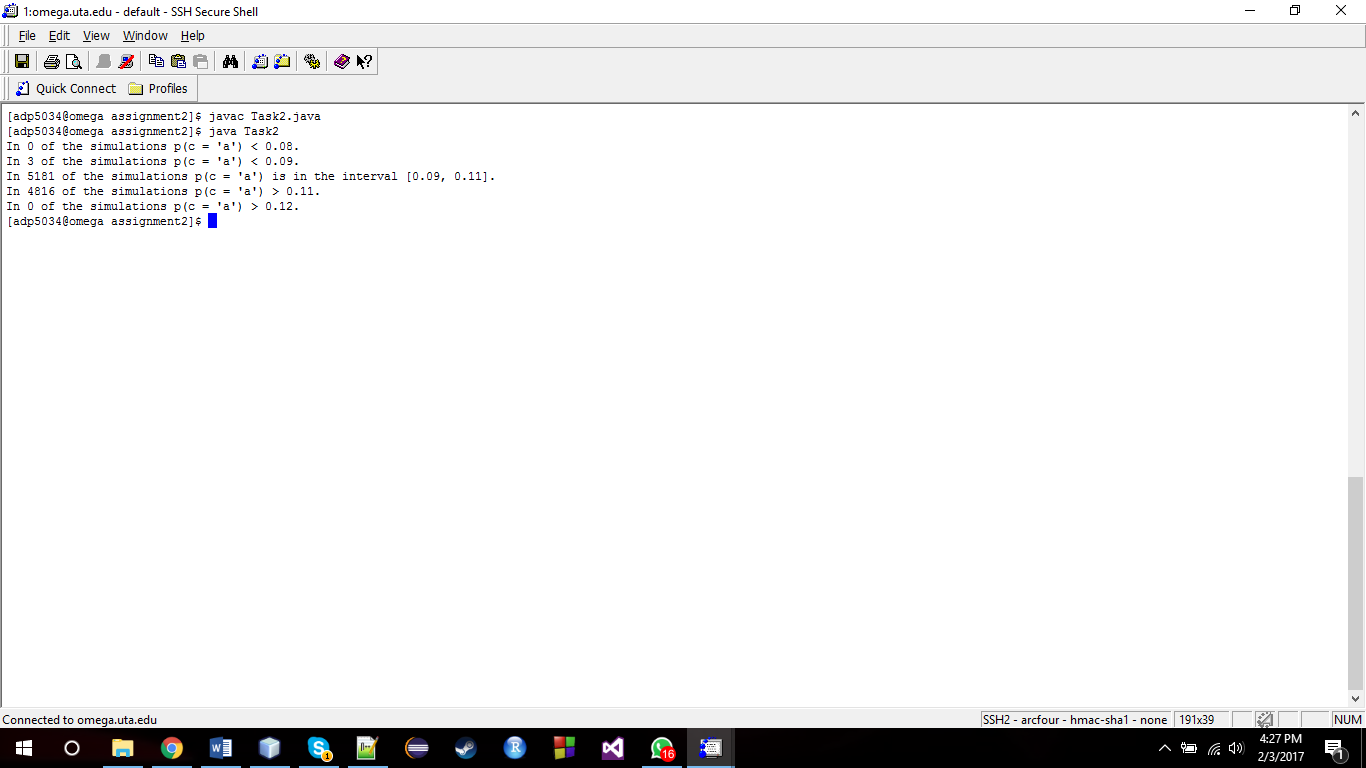 1:omega.uta.edu - default - SSH Secure Shell
File Edit View Window Help
Quick Connect Profiles
[adp5034@omega assignment2]$ javac Task2.java
[adp5034@omega assignment2]$ java Task2
In 0 of the simulations p(c = 'a') < 0.08.
In 3 of the simulations p(c = 'a') < 0.09.
In 5181 of the simulations p(c = 'a') is in the interval [0.09, 0.11].
In 4816 of the simulations p(c = 'a') > 0.11.
In 0 of the simulations p(c = 'a') > 0.12.
[adp5034@omega assignment2]$
Connected to omega.uta.edu SSH2 - arcfour - hmac-sha1 - none 191x39 NUM
1 16 4:27 PM
2/3/2017 1